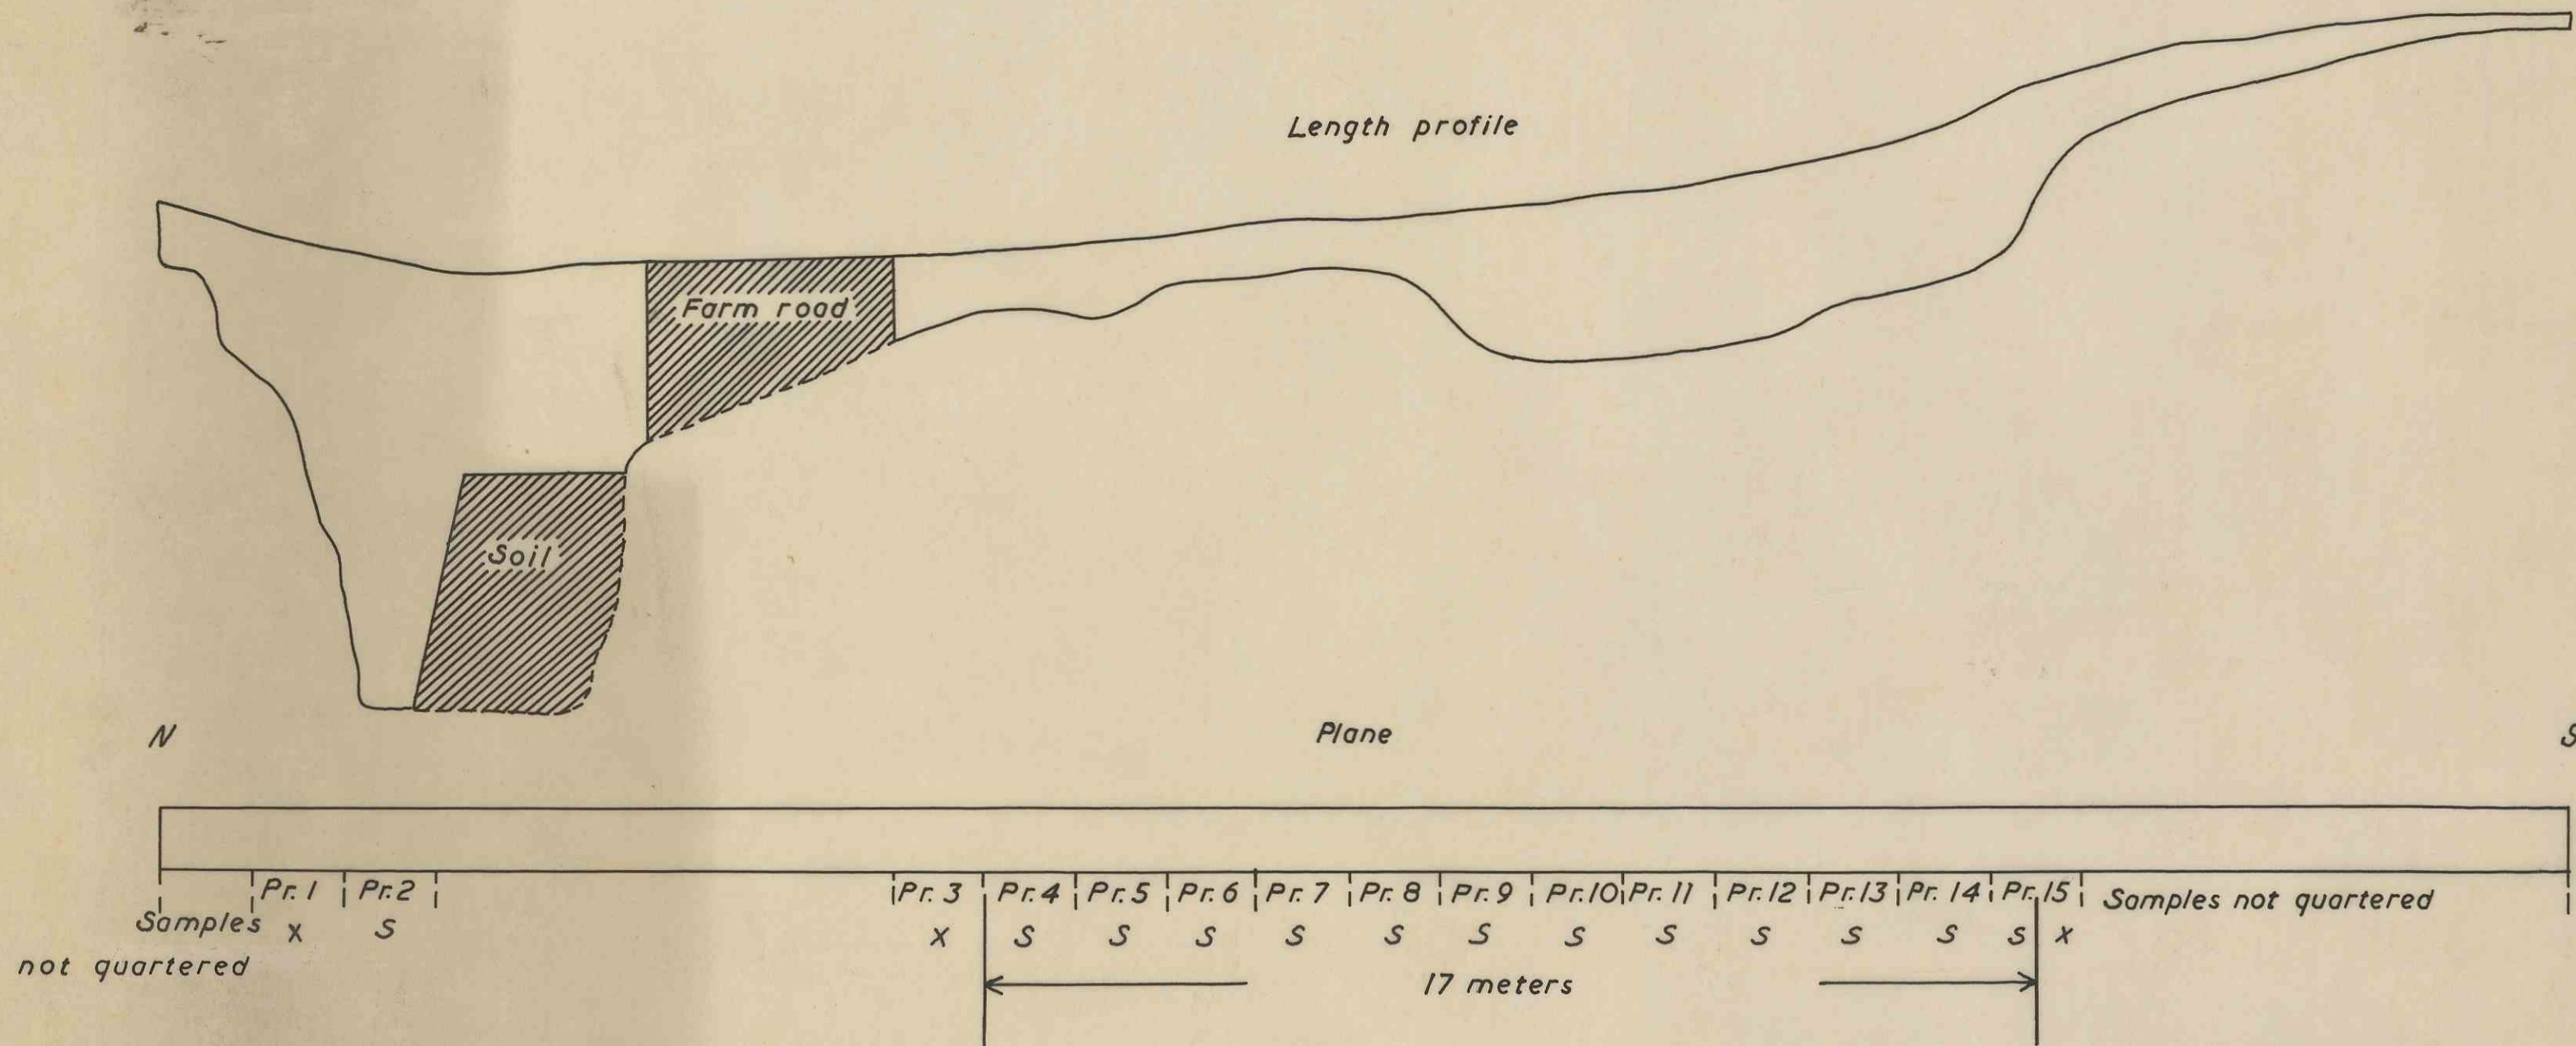 Length profile
Farm road
Soil
N
Plane
S
Pr. 1 Pr. 2 Pr. 3 Pr. 4 Pr. 5 Pr. 6 Pr. 7 Pr. 8 Pr. 9 Pr. 10 Pr. 11 Pr. 12 Pr. 13 Pr. 14 Pr. 15 Samples not quartered
Samples x S x S S S S S S S S S S S S x
not quartered
17 meters